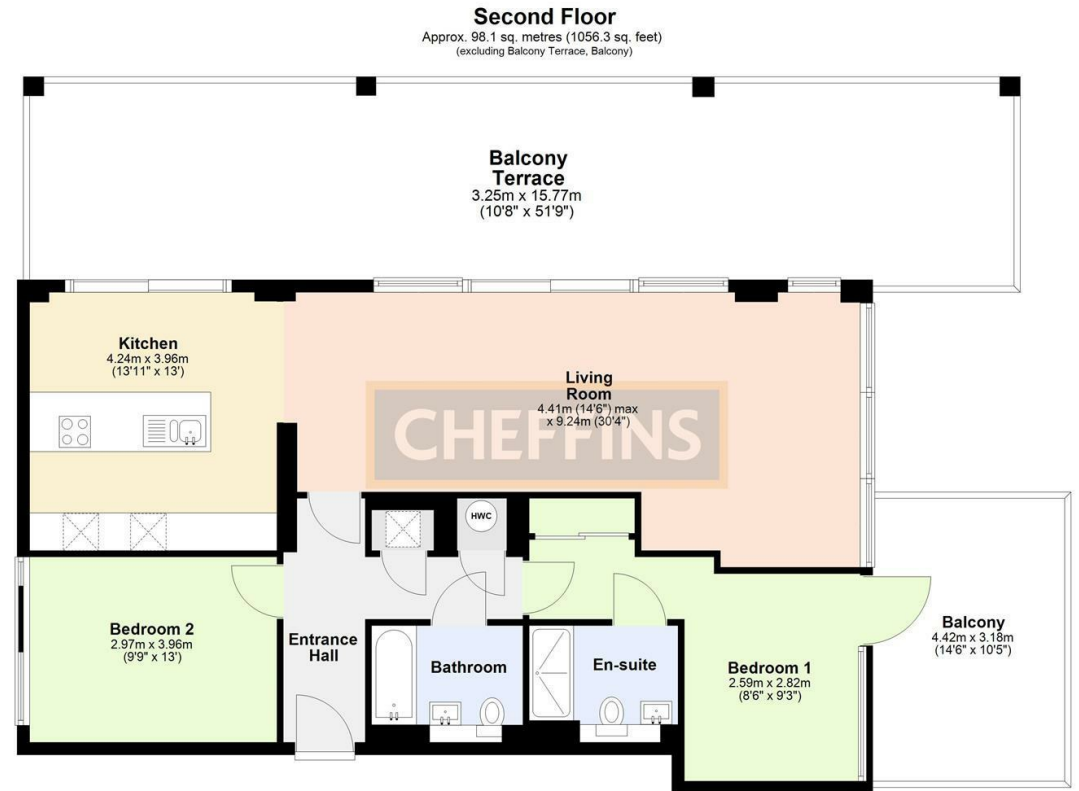 Second Floor
Approx. 98.1 sq. metres (1056.3 sq. feet)
(excluding Balcony Terrace, Balcony)
Balcony
Terrace
3.25m x 15.77m
(10'8" x 51'9")
Kitchen
4.24m x 3.96m
(13'11" x 13')
Living
Room
4.41m (14'6") max
x 9.24m (30'4")
CHEFFINS
HWC
Bedroom 2
2.97m x 3.96m
(9'9" x 13')
Entrance
Hall
Bathroom
En-suite
Bedroom 1
2.59m x 2.82m
(8'6" x 9'3")
Balcony
4.42m x 3.18m
(14'6" x 10'5")